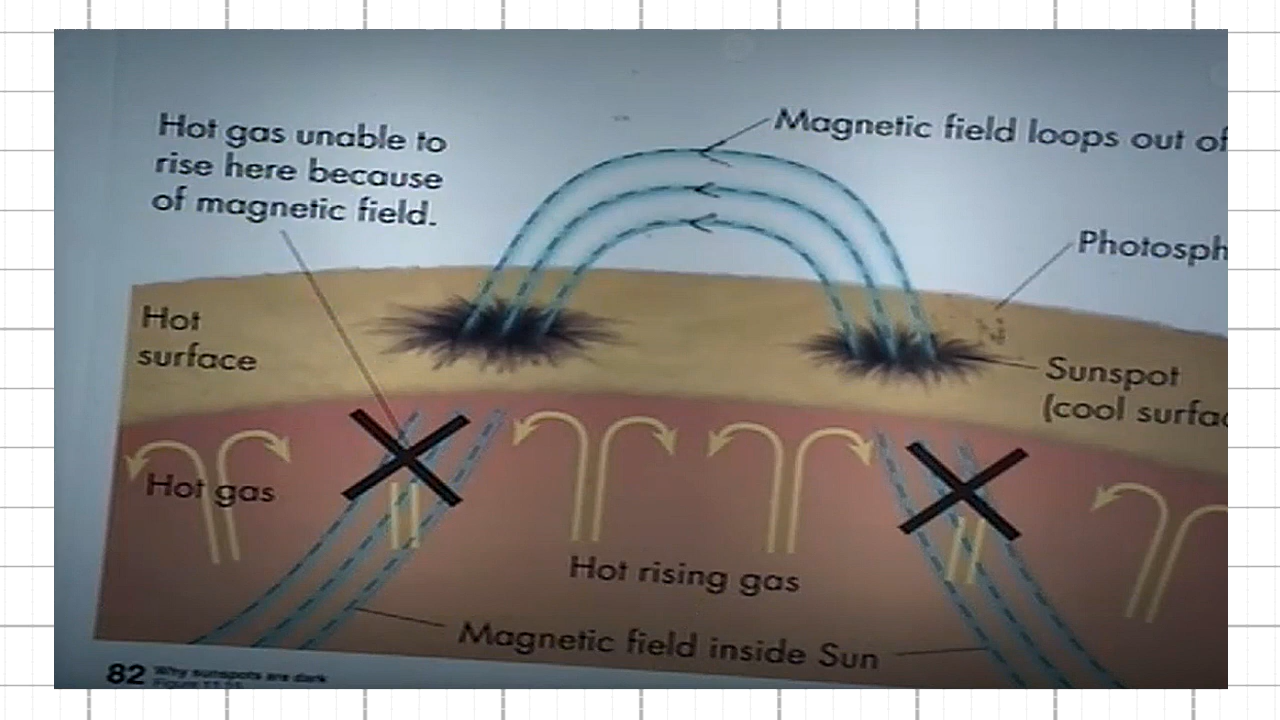 Hot gas unable to
rise here because
of magnetic field.
Magnetic field loops out of
Photosph
Hot
surface
Sunspot
(cool surfac
Hot gas
Hot rising gas
Magnetic field inside Sun
82 Why sunspots are dark